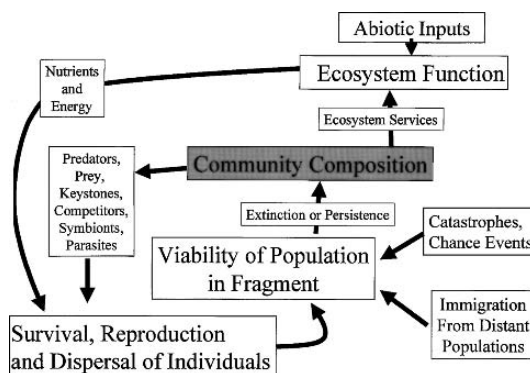 Abiotic Inputs
Nutrients
and
Energy
Ecosystem Function
Ecosystem Services
Predators,
Prey,
Keystones,
Competitors,
Symbionts,
Parasites
Community Composition
Extinction or Persistence
Catastrophes,
Chance Events
Viability of Population
in Fragment
Immigration
From Distant
Populations
Survival, Reproduction
and Dispersal of Individuals